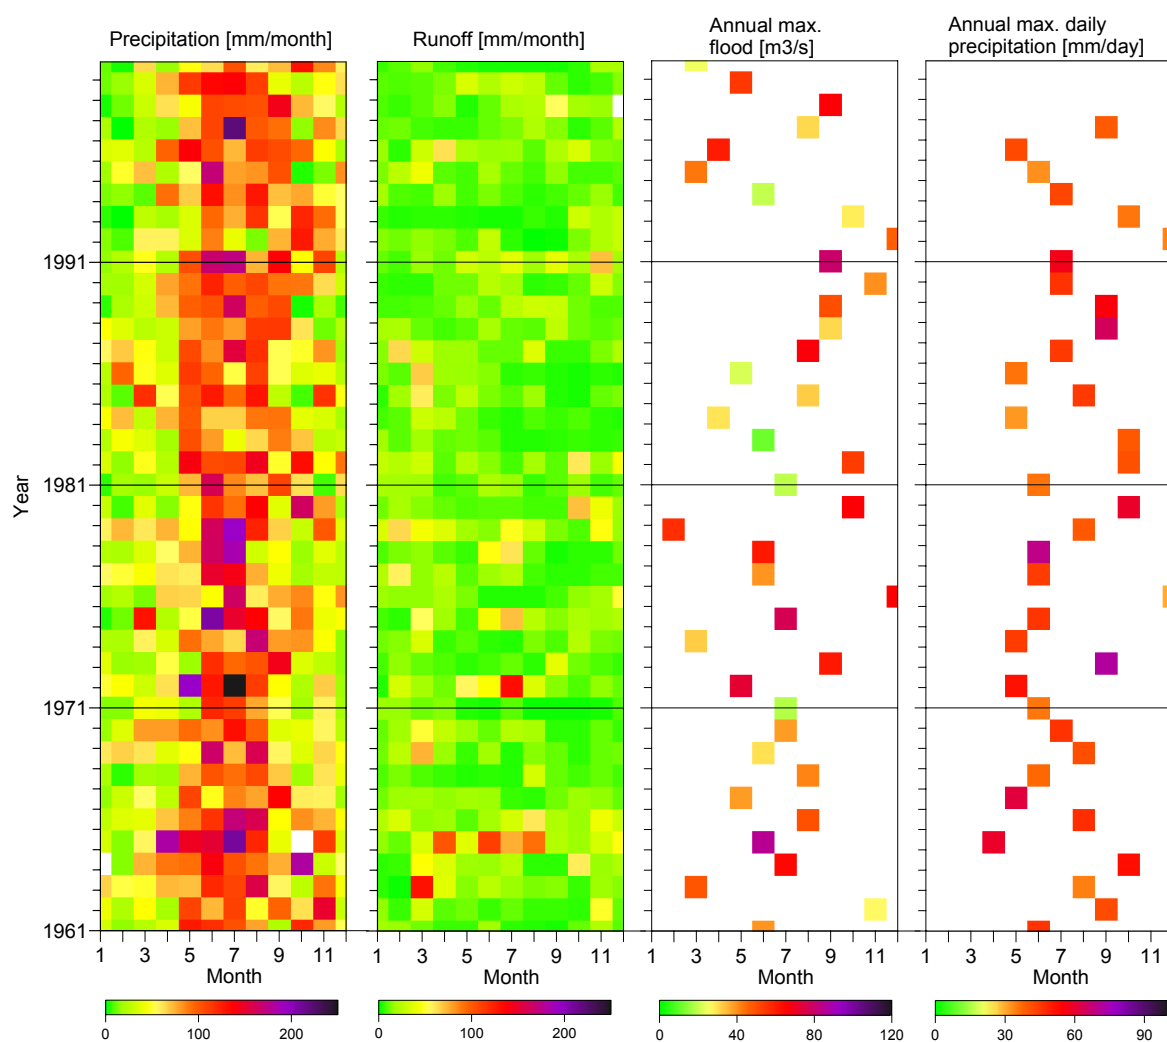 Precipitation [mm/month]
Runoff [mm/month]
Annual max.
flood [m3/s]
Annual max. daily
precipitation [mm/day]
Year
1991
1981
1971
1961
1 3 5 7 9 11
1 3 5 7 9 11
1 3 5 7 9 11
1 3 5 7 9 11
Month
Month
Month
Month
0 100 200
0 100 200
0 40 80 120
0 30 60 90